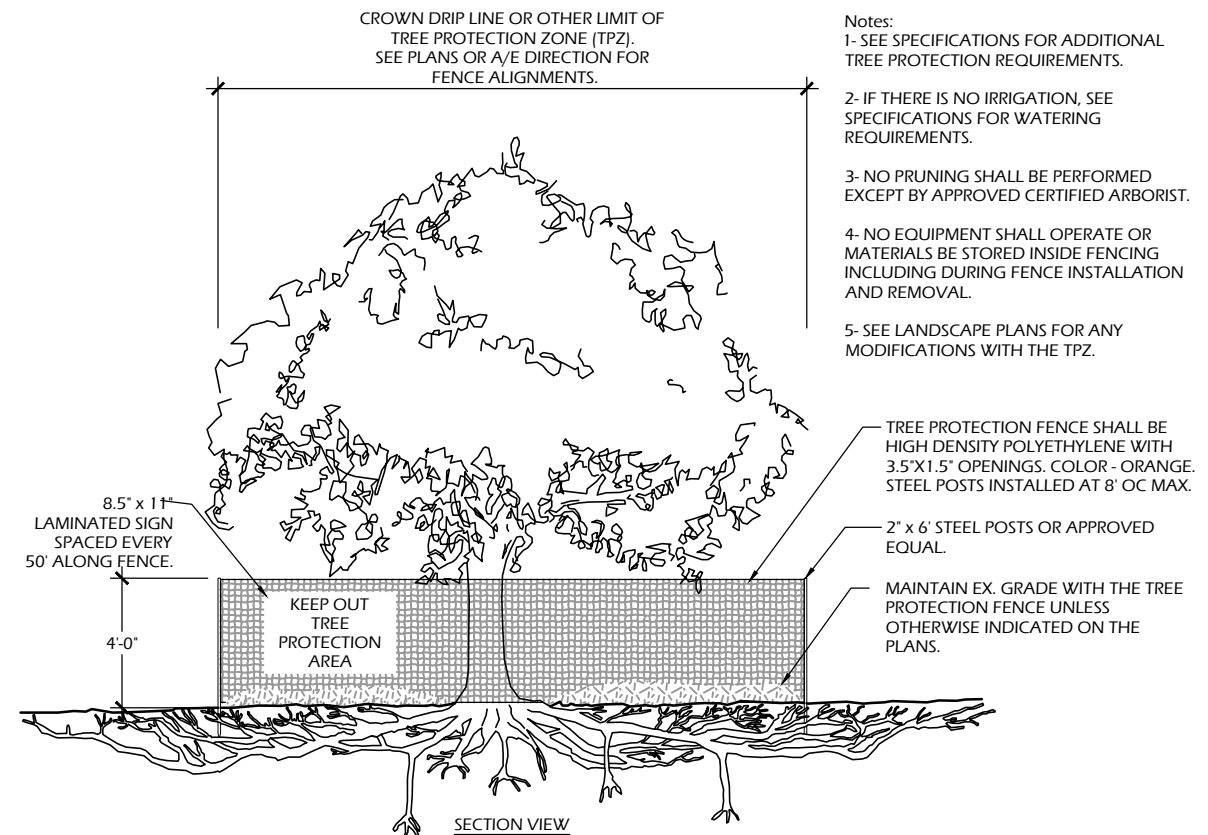 CROWN DRIP LINE OR OTHER LIMIT OF
TREE PROTECTION ZONE (TPZ).
SEE PLANS OR A/E DIRECTION FOR
FENCE ALIGNMENTS.
Notes:
1- SEE SPECIFICATIONS FOR ADDITIONAL
TREE PROTECTION REQUIREMENTS.
2- IF THERE IS NO IRRIGATION, SEE
SPECIFICATIONS FOR WATERING
REQUIREMENTS.
3- NO PRUNING SHALL BE PERFORMED
EXCEPT BY APPROVED CERTIFIED ARBORIST.
4- NO EQUIPMENT SHALL OPERATE OR
MATERIALS BE STORED INSIDE FENCING
INCLUDING DURING FENCE INSTALLATION
AND REMOVAL.
5- SEE LANDSCAPE PLANS FOR ANY
MODIFICATIONS WITH THE TPZ.
TREE PROTECTION FENCE SHALL BE
HIGH DENSITY POLYETHYLENE WITH
3.5"X1.5" OPENINGS. COLOR - ORANGE.
STEEL POSTS INSTALLED AT 8' OC MAX.
2" x 6' STEEL POSTS OR APPROVED
EQUAL.
MAINTAIN EX. GRADE WITH THE TREE
PROTECTION FENCE UNLESS
OTHERWISE INDICATED ON THE
PLANS.
8.5" x 11"
LAMINATED SIGN
SPACED EVERY
50' ALONG FENCE.
4'-0"
KEEP OUT
TREE
PROTECTION
AREA
SECTION VIEW